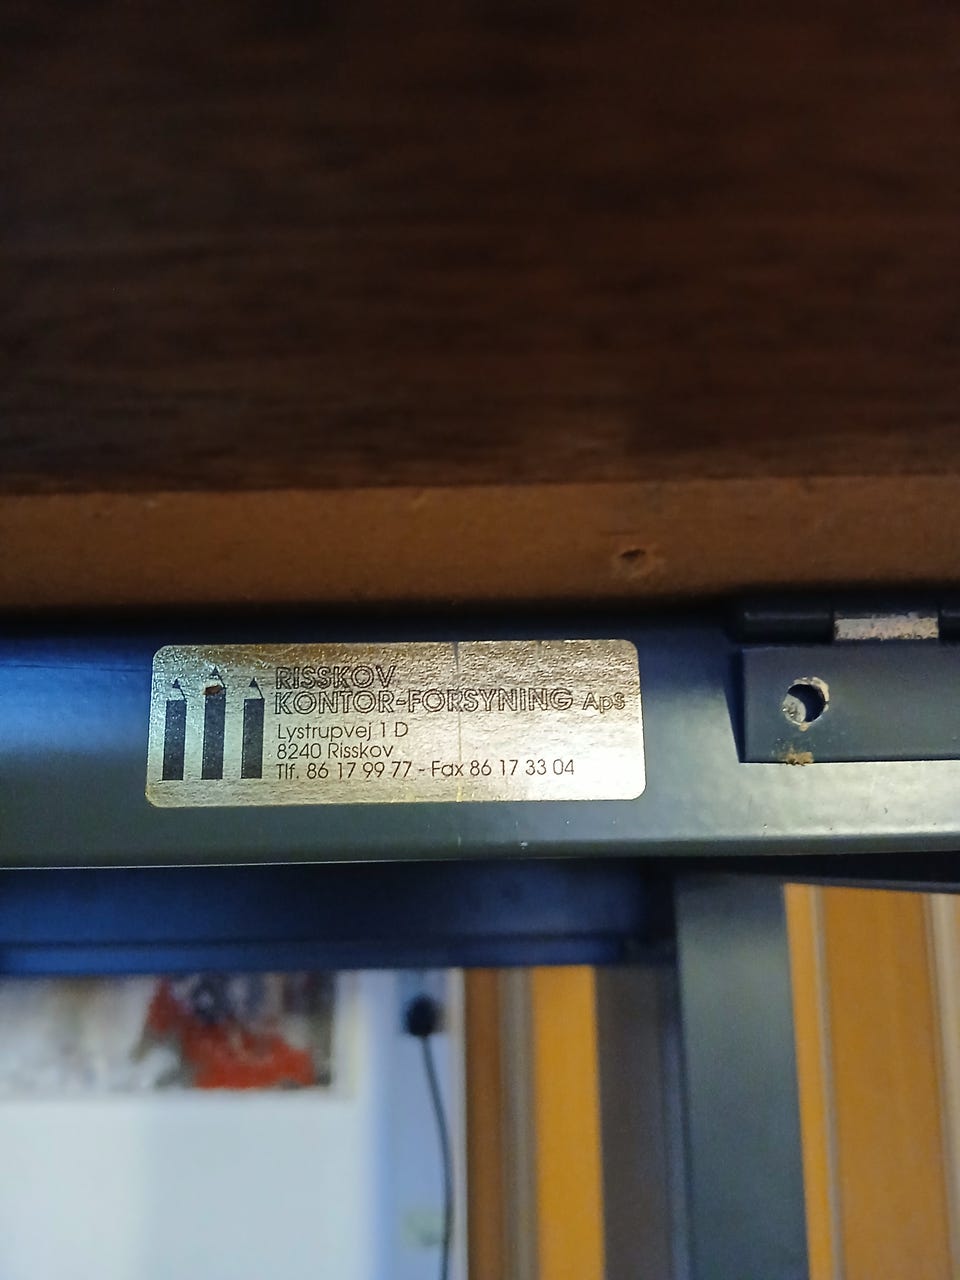 RISSKOV
KONTOR-FORSYNING ApS
Lystrupvej 1 D
8240 Risskov
Tlf. 86 17 99 77 - Fax 86 17 33 04